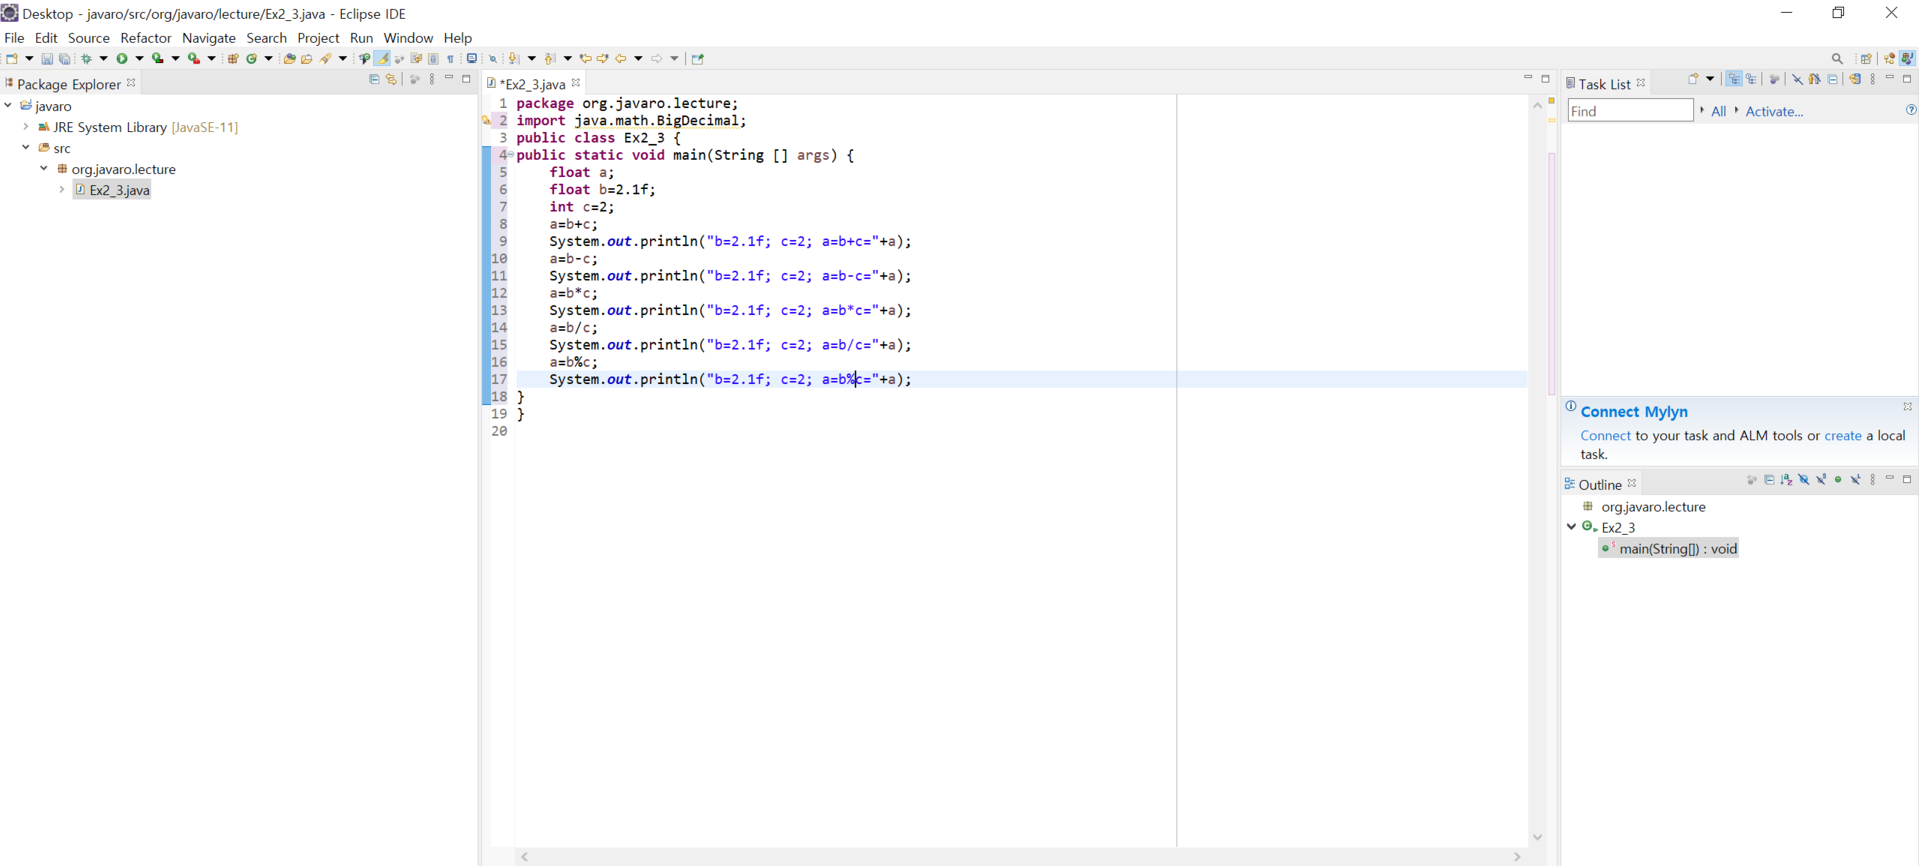 Desktop - javaro/src/org/javaro/lecture/Ex2_3.java - Eclipse IDE
File Edit Source Refactor Navigate Search Project Run Window Help
Package Explorer
javaro
JRE System Library [JavaSE-11]
src
org.javaro.lecture
Ex2_3.java
*Ex2_3.java
1 package org.javaro.lecture;
2 import java.math.BigDecimal;
3 public class Ex2_3 {
4 public static void main(String [] args) {
5 float a;
6 float b=2.1f;
7 int c=2;
8 a=b+c;
9 System.out.println("b=2.1f; c=2; a=b+c="+a);
10 a=b-c;
11 System.out.println("b=2.1f; c=2; a=b-c="+a);
12 a=b*c;
13 System.out.println("b=2.1f; c=2; a=b*c="+a);
14 a=b/c;
15 System.out.println("b=2.1f; c=2; a=b/c="+a);
16 a=b%c;
17 System.out.println("b=2.1f; c=2; a=b%c="+a);
18 }
19 }
20
Task List
Find All Activate...
Connect Mylyn
Connect to your task and ALM tools or create a local
task.
Outline
org.javaro.lecture
Ex2_3
main(String[]) : void